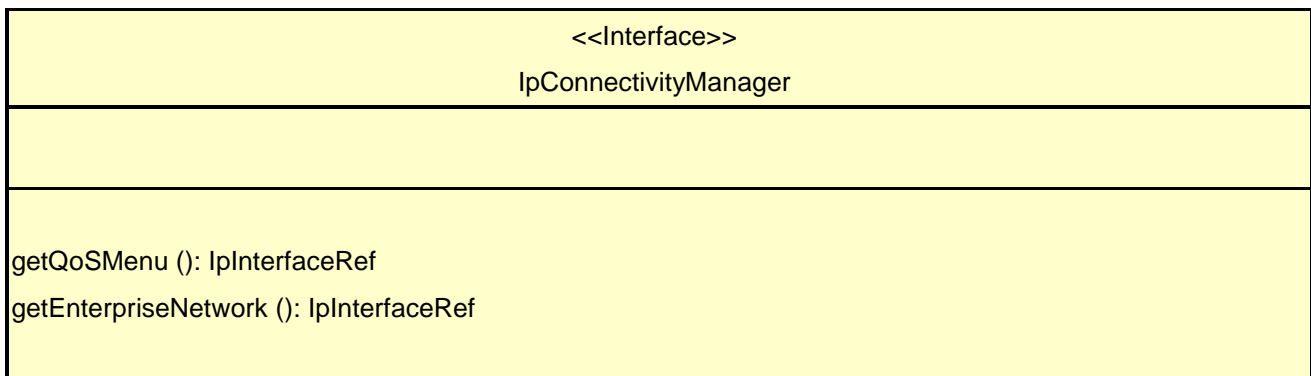 <<Interface>>
IpConnectivityManager
getQoSMenu (): IpInterfaceRef
getEnterpriseNetwork (): IpInterfaceRef